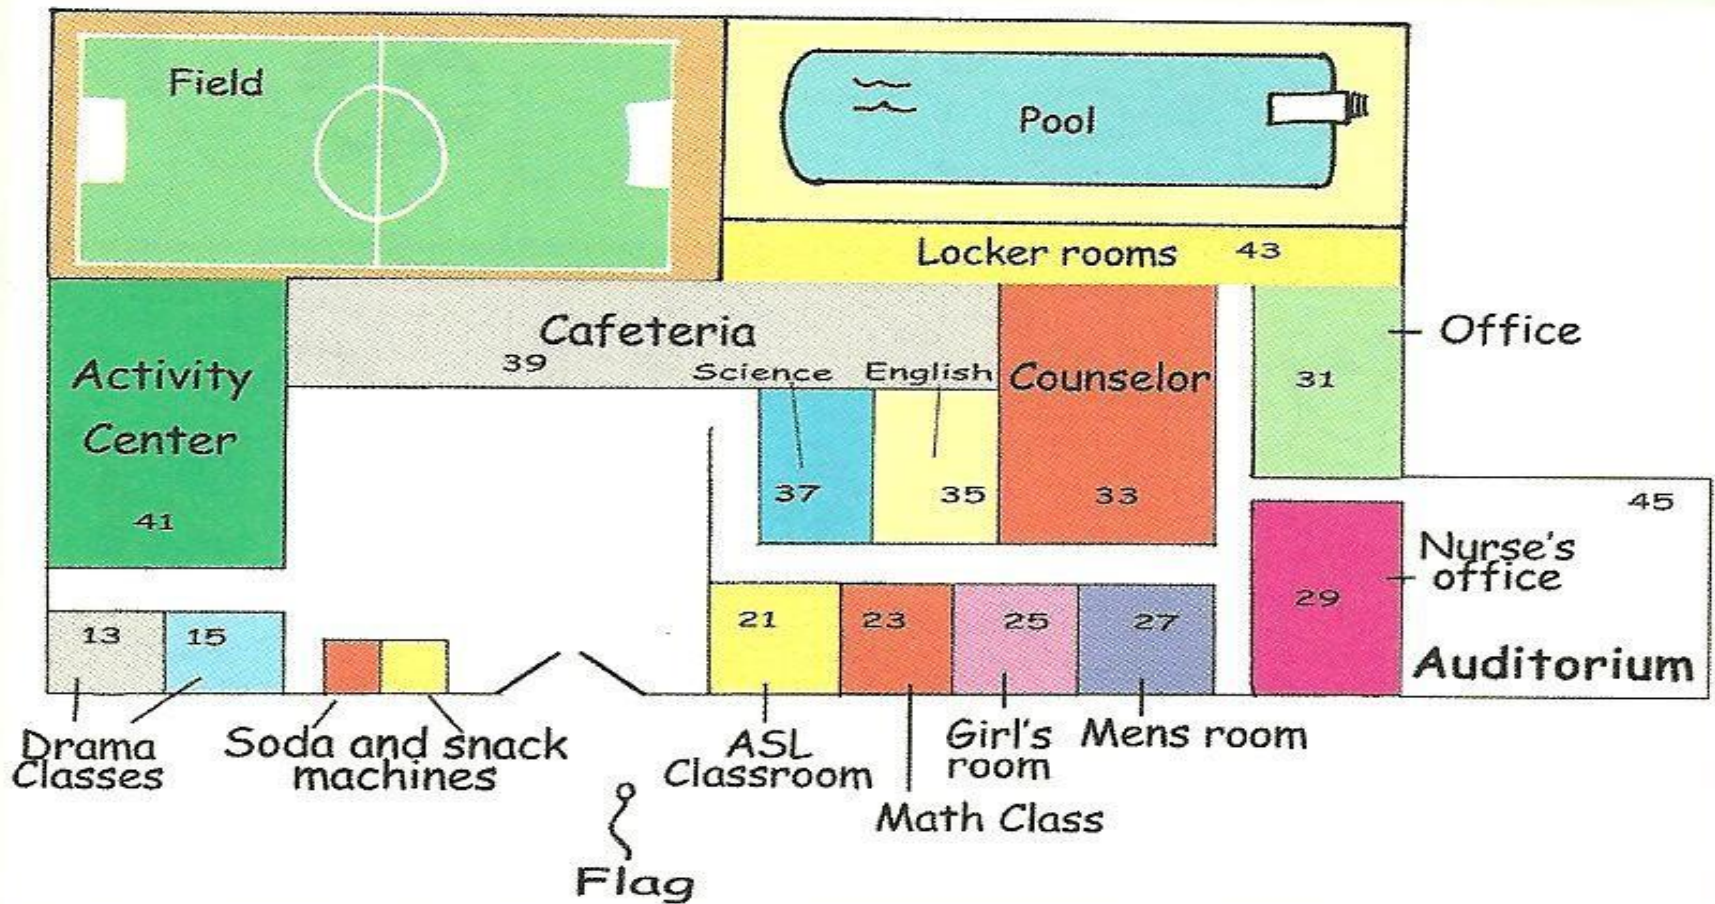 Field
Pool
Locker rooms 43
Activity
Center
41
Cafeteria
39
Science
English
Counselor
Office
31
37
35
33
45
Nurse's
office
29
Auditorium
13
15
21
23
25
27
Drama
Classes
Soda and snack
machines
ASL
Classroom
Girl's
room
Mens room
Math Class
Flag